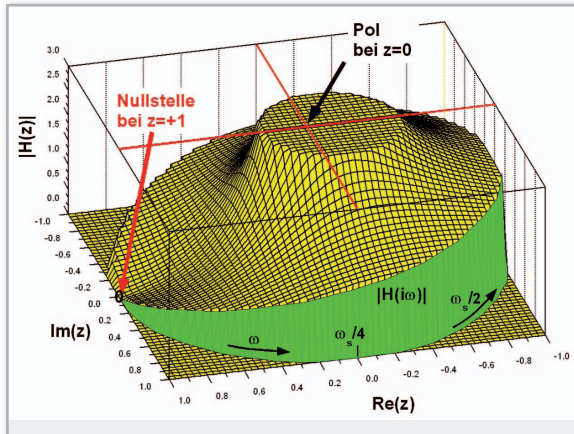 Pol
bei z=0
Nullstelle
bei z=+1
|H(z)|
3.0
2.5
2.0
1.5
1.0
0.5
0.0
-1.0
-0.8
-0.6
-0.4
-0.2
0.0
0.2
0.4
0.6
0.8
1.0
Im(z)
0
|H(iω)|
ω
ωs/4
ωs/2
1.0
0.8
0.6
0.4
0.2
0.0
-0.2
-0.4
-0.6
-0.8
-1.0
Re(z)